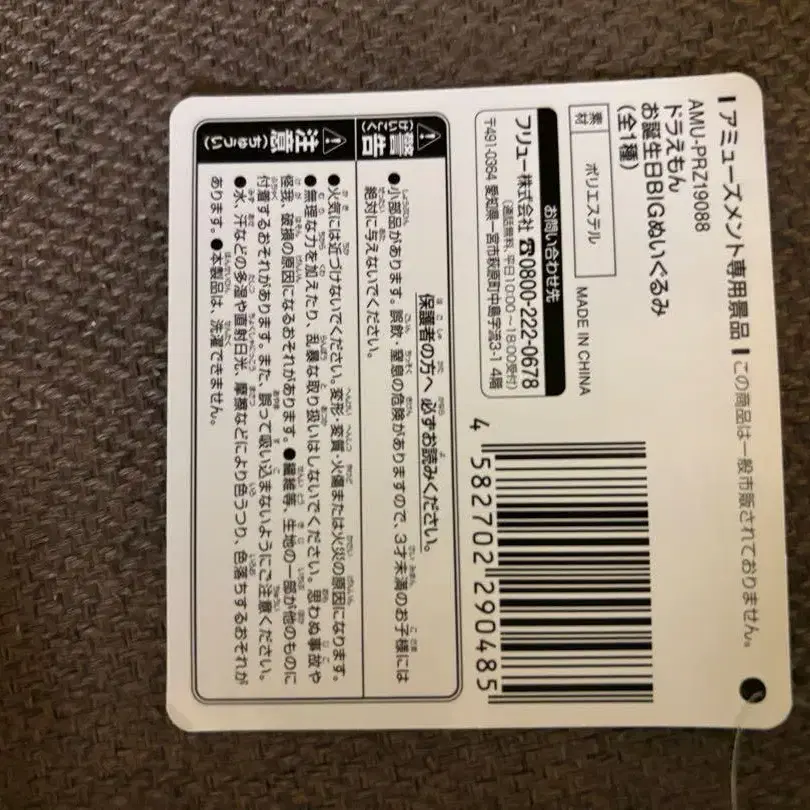 アミューズメント専用景品 この商品は一般市販されておりません。
AMU-PRZ19088
ドラえもん
お誕生日BIGぬいぐるみ
(全1種)
素材 ポリエステル
MADE IN CHINA
お問い合わせ先
フリュー株式会社 ☎0800-222-0678
(通話無料、平日10:00~18:00受付)
〒491-0364 愛知県一宮市萩原町中島字流3-1 4階
4 582702 290485
保護者の方へ 必ずお読みください。
警告(けいこく)
●小部品があります。誤飲・窒息の危険がありますので、3才未満のお子様には
絶対に与えないでください。
注意(ちゅうい)
●火気には近づけないでください。変形・変質・火傷または火災の原因になります。
●無理な力を加えたり、乱暴な取り扱いはしないでください。思わぬ事故や
怪我、破損の原因になるおそれがあります。●繊維等、生地の一部が他のものに
付着するおそれがあります。また、誤って吸い込まないようにご注意ください。
●水、汗などの多湿や直射日光、摩擦などにより色うつり、色落ちするおそれが
あります。●本製品は、洗濯できません。